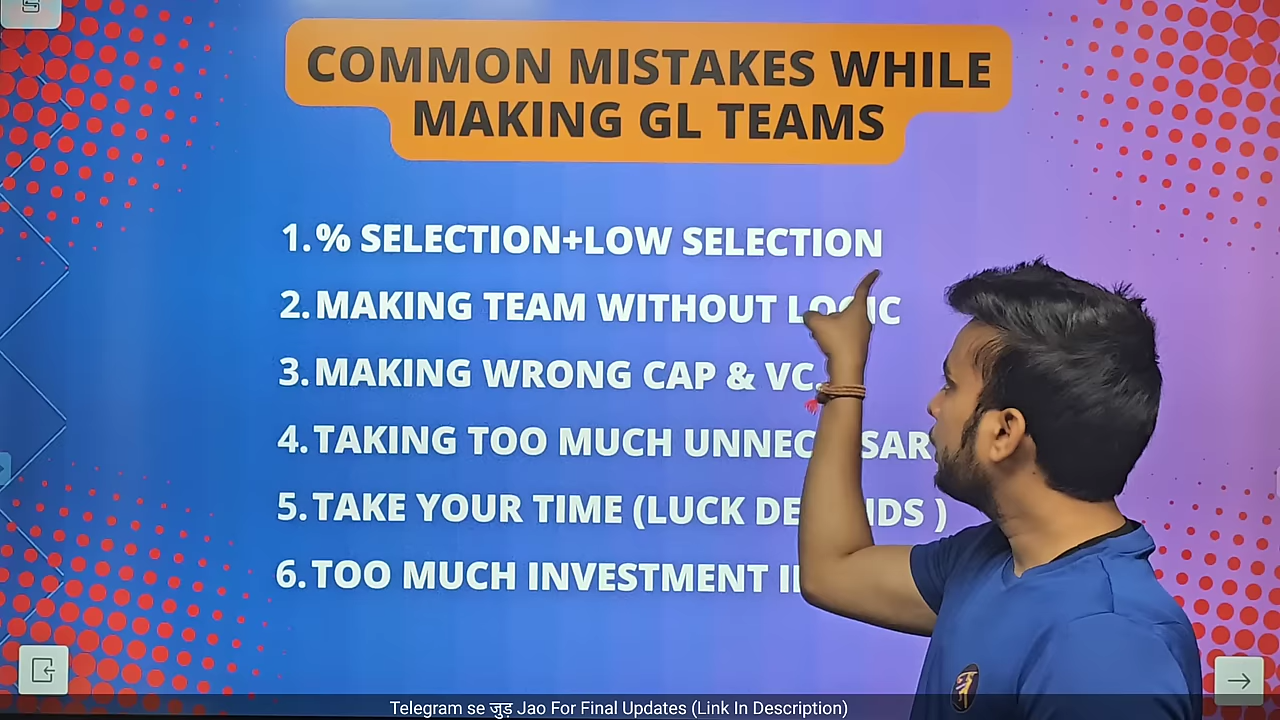 COMMON MISTAKES WHILE
MAKING GL TEAMS
1. % SELECTION+LOW SELECTION
2. MAKING TEAM WITHOUT LOGIC
3. MAKING WRONG CAP & VC.
4. TAKING TOO MUCH
5. TAKE YOUR TIME (LUCK )
6. TOO MUCH INVESTMENT
Telegram se जुड़ Jao For Final Updates (Link In Description)